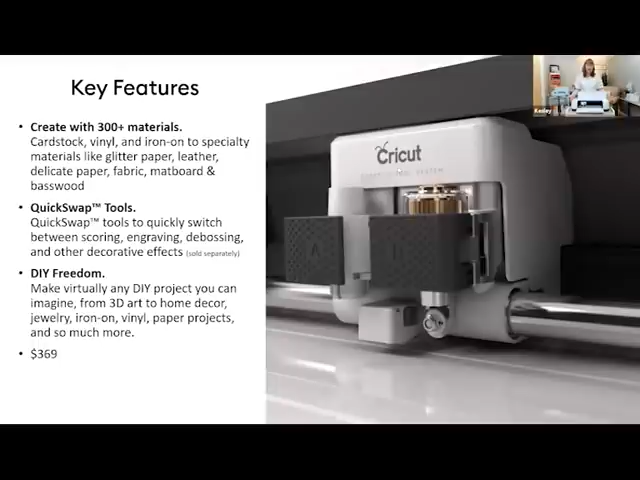 Key Features
• Create with 300+ materials.
Cardstock, vinyl, and iron-on to specialty
materials like glitter paper, leather,
delicate paper, fabric, matboard &
basswood
• QuickSwap™ Tools.
QuickSwap™ tools to quickly switch
between scoring, engraving, debossing,
and other decorative effects (sold separately)
• DIY Freedom.
Make virtually any DIY project you can
imagine, from 3D art to home decor,
jewelry, iron-on, vinyl, paper projects,
and so much more.
• $369
Cricut
SYSTEM
A